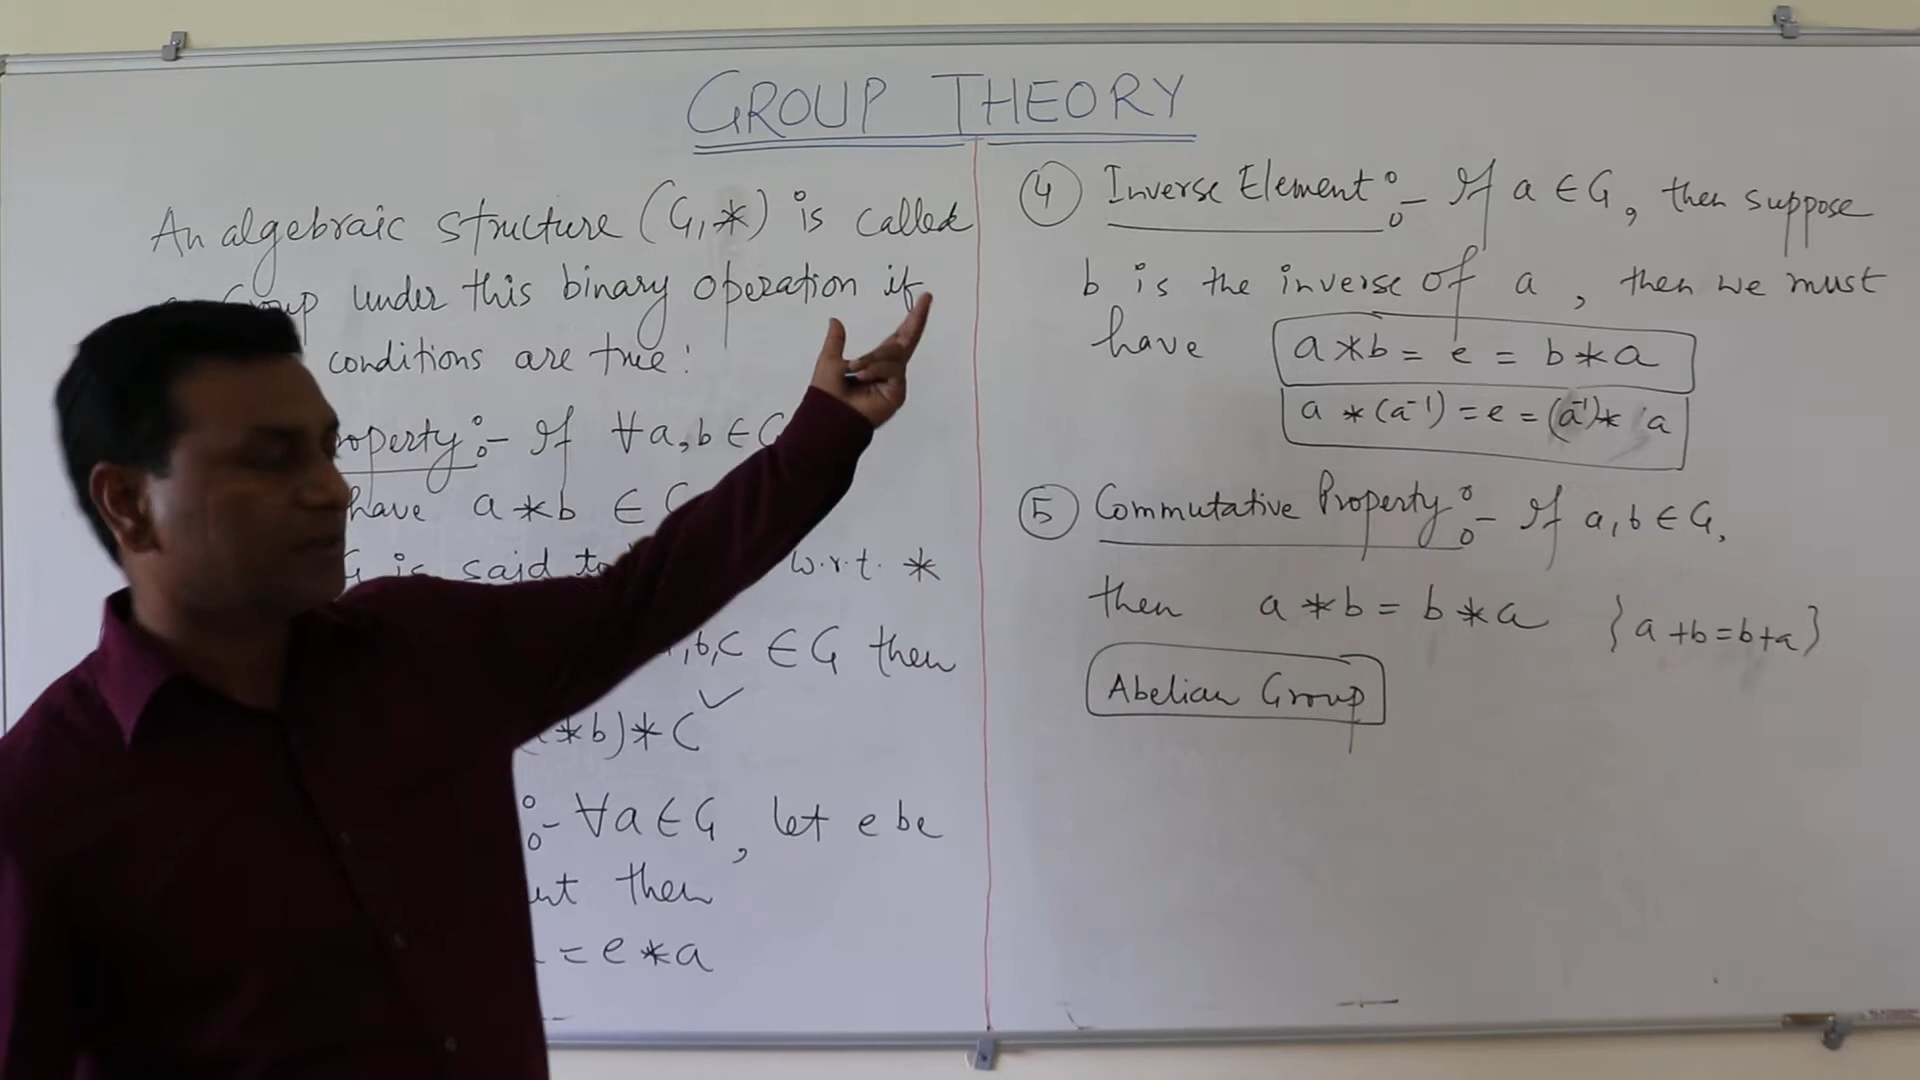 GROUP THEORY
An algebraic structure (G,*) is called
Group under this binary operation if
conditions are true:
operty :- If ∀a,b ∈ G
have a*b ∈ G
G is said to w.r.t. *
b,c ∈ G then
*b)*c ✓
:- ∀a ∈ G, let e be
then
= e*a
④ Inverse Element :- If a ∈ G, then suppose
b is the inverse of a, then we must
have a*b = e = b*a
a*(a⁻¹) = e = (a⁻¹)* a
⑤ Commutative Property :- If a,b ∈ G,
then a*b = b*a {a+b=b+a}
Abelian Group